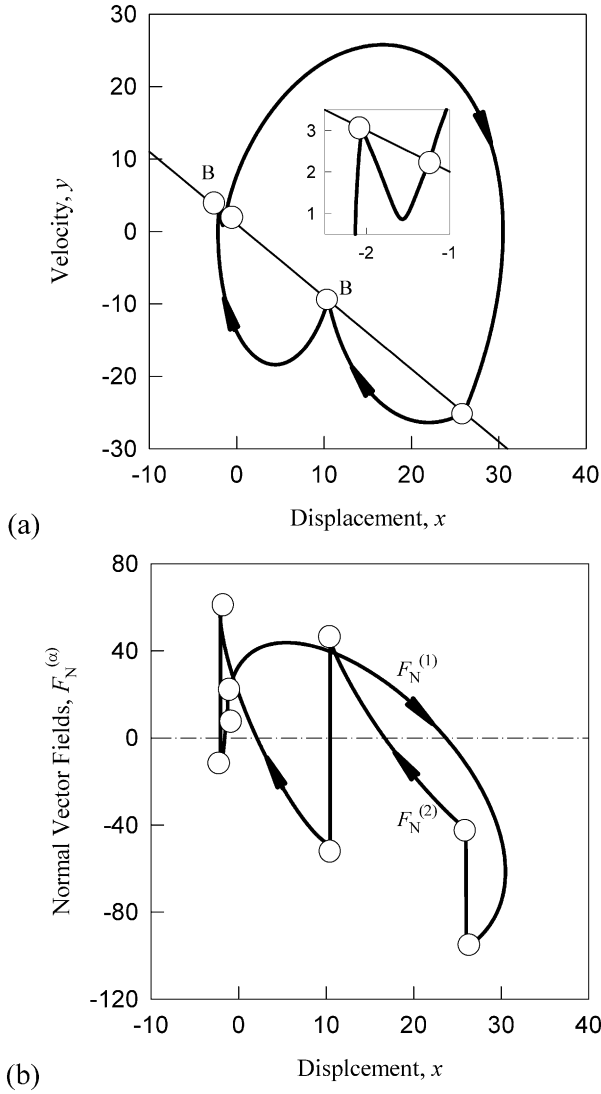 30
20
10
0
-10
-20
-30
-10 0 10 20 30 40
Velocity, y
Displacement, x
B
B
3
2
1
-2 -1
(a)
80
40
0
-40
-80
-120
-10 0 10 20 30 40
Normal Vector Fields, F_N^(α)
Displcement, x
F_N^(1)
F_N^(2)
(b)